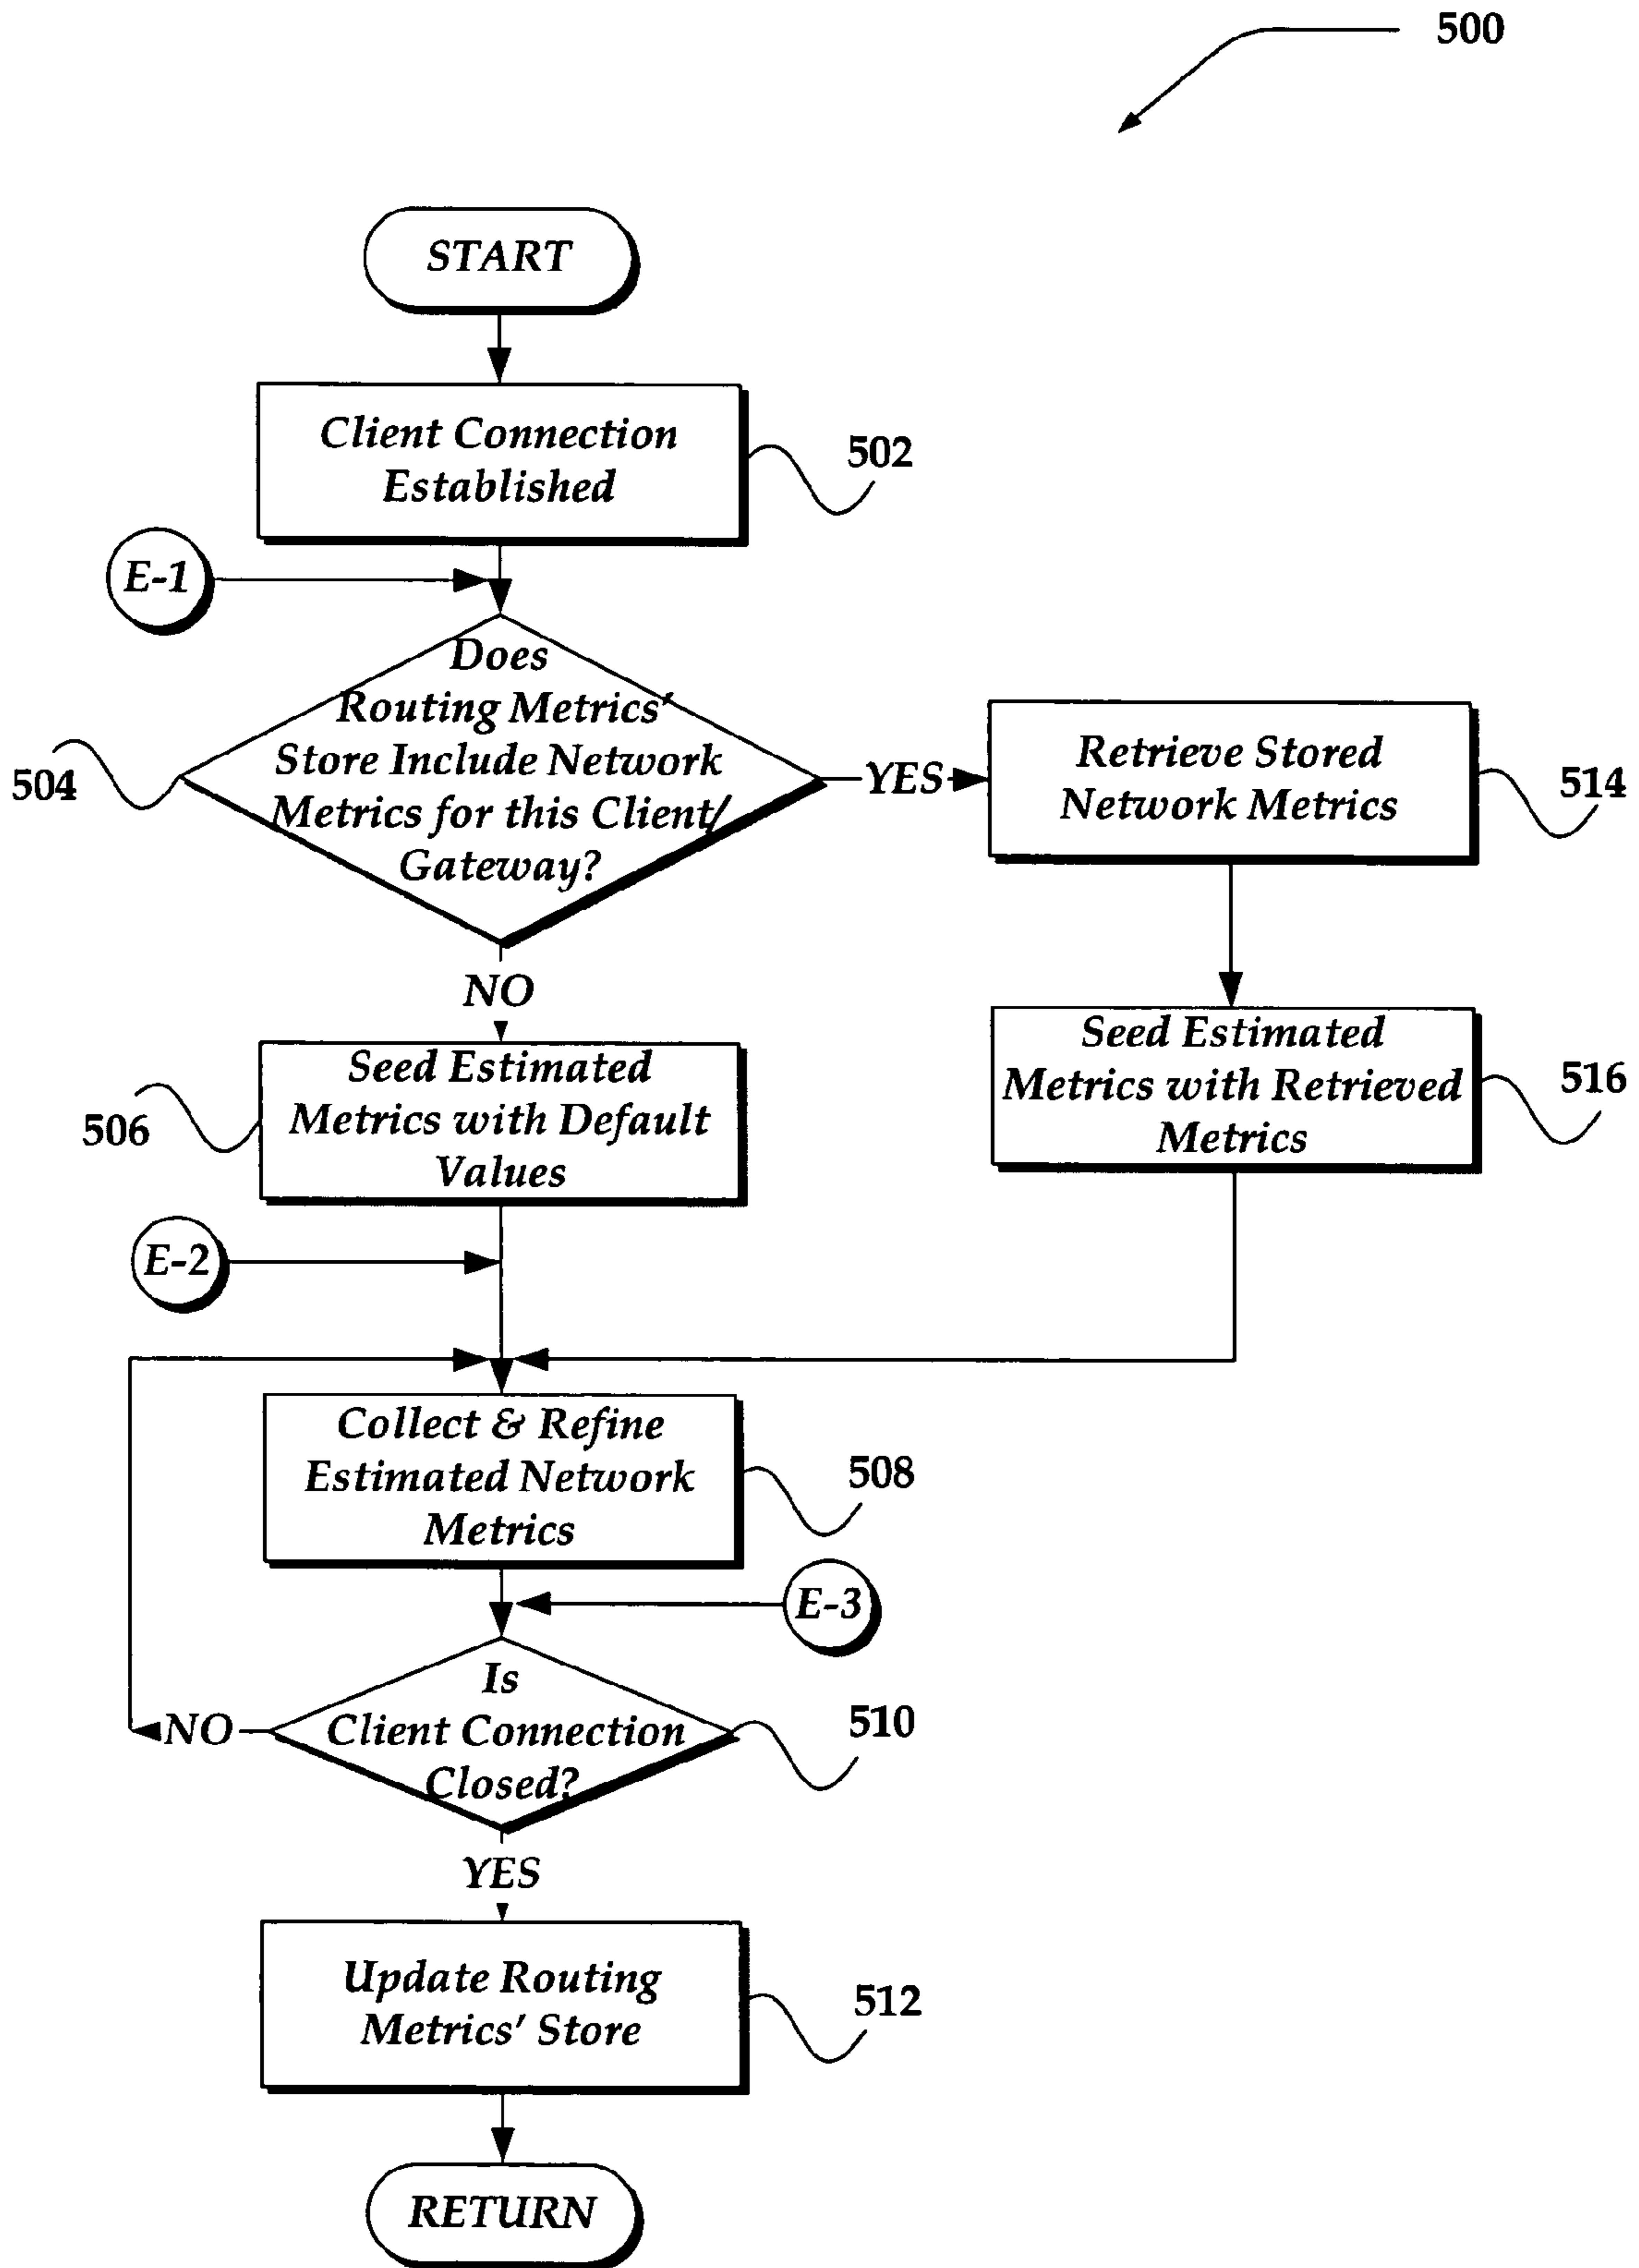 500
START
Client Connection
Established
502
E-1
Does
Routing Metrics'
Store Include Network
Metrics for this Client/
Gateway?
504
YES
Retrieve Stored
Network Metrics
514
NO
Seed Estimated
Metrics with Default
Values
506
Seed Estimated
Metrics with Retrieved
Metrics
516
E-2
Collect & Refine
Estimated Network
Metrics
508
E-3
Is
Client Connection
Closed?
510
NO
YES
Update Routing
Metrics' Store
512
RETURN